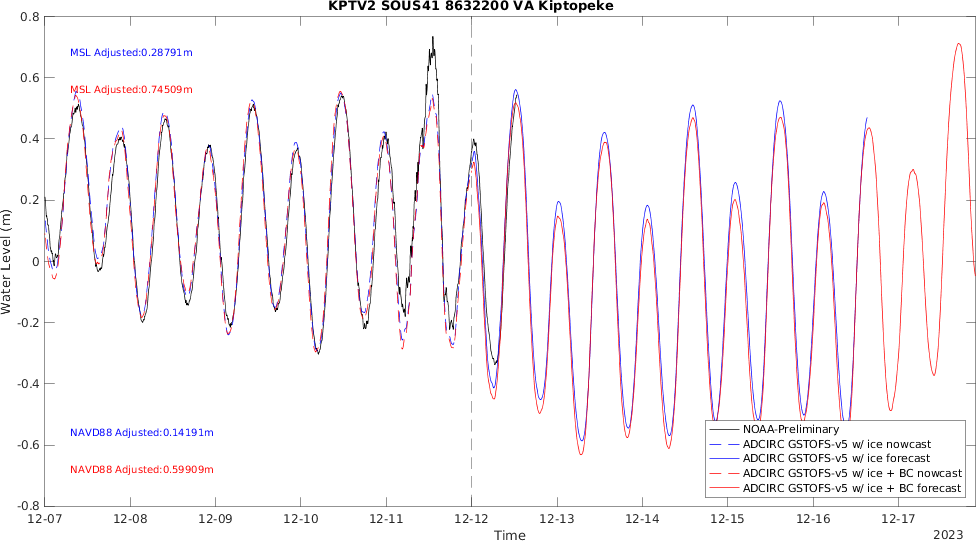 KPTV2 SOUS41 8632200 VA Kiptopeke
0.8
0.6
0.4
0.2
0
-0.2
-0.4
-0.6
-0.8
Water Level (m)
MSL Adjusted:0.28791m
MSL Adjusted:0.74509m
NAVD88 Adjusted:0.14191m
NAVD88 Adjusted:0.59909m
NOAA-Preliminary
ADCIRC GSTOFS-v5 w/ ice nowcast
ADCIRC GSTOFS-v5 w/ ice forecast
ADCIRC GSTOFS-v5 w/ ice + BC nowcast
ADCIRC GSTOFS-v5 w/ ice + BC forecast
12-07 12-08 12-09 12-10 12-11 12-12 12-13 12-14 12-15 12-16 12-17
Time
2023